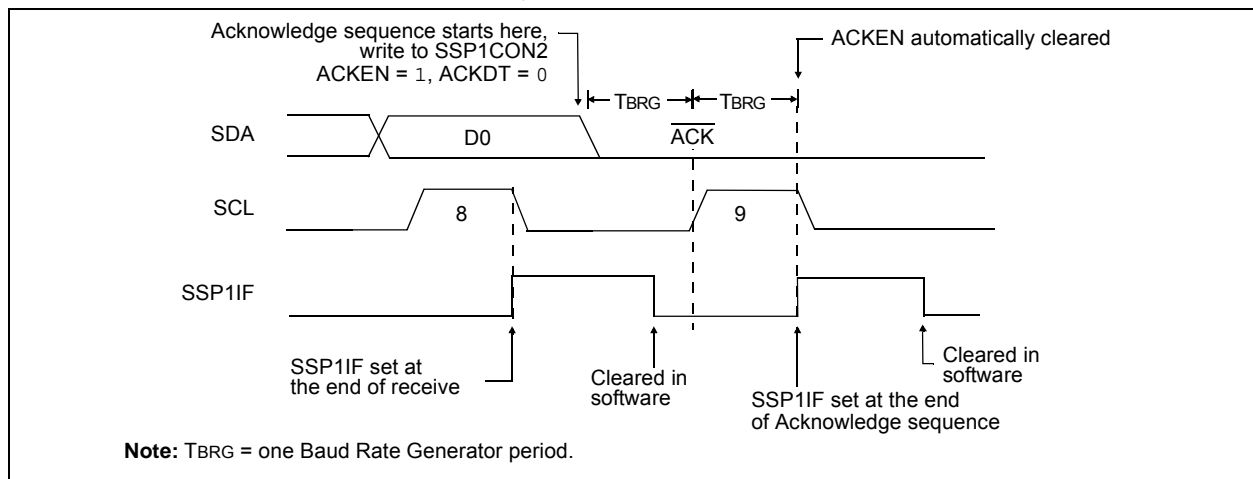 Acknowledge sequence starts here,
write to SSP1CON2
ACKEN = 1, ACKDT = 0
ACKEN automatically cleared
TBRG
TBRG
SDA
D0
ACK
SCL
8
9
SSP1IF
SSP1IF set at
the end of receive
Cleared in
software
SSP1IF set at the end
of Acknowledge sequence
Cleared in
software
Note: TBRG = one Baud Rate Generator period.